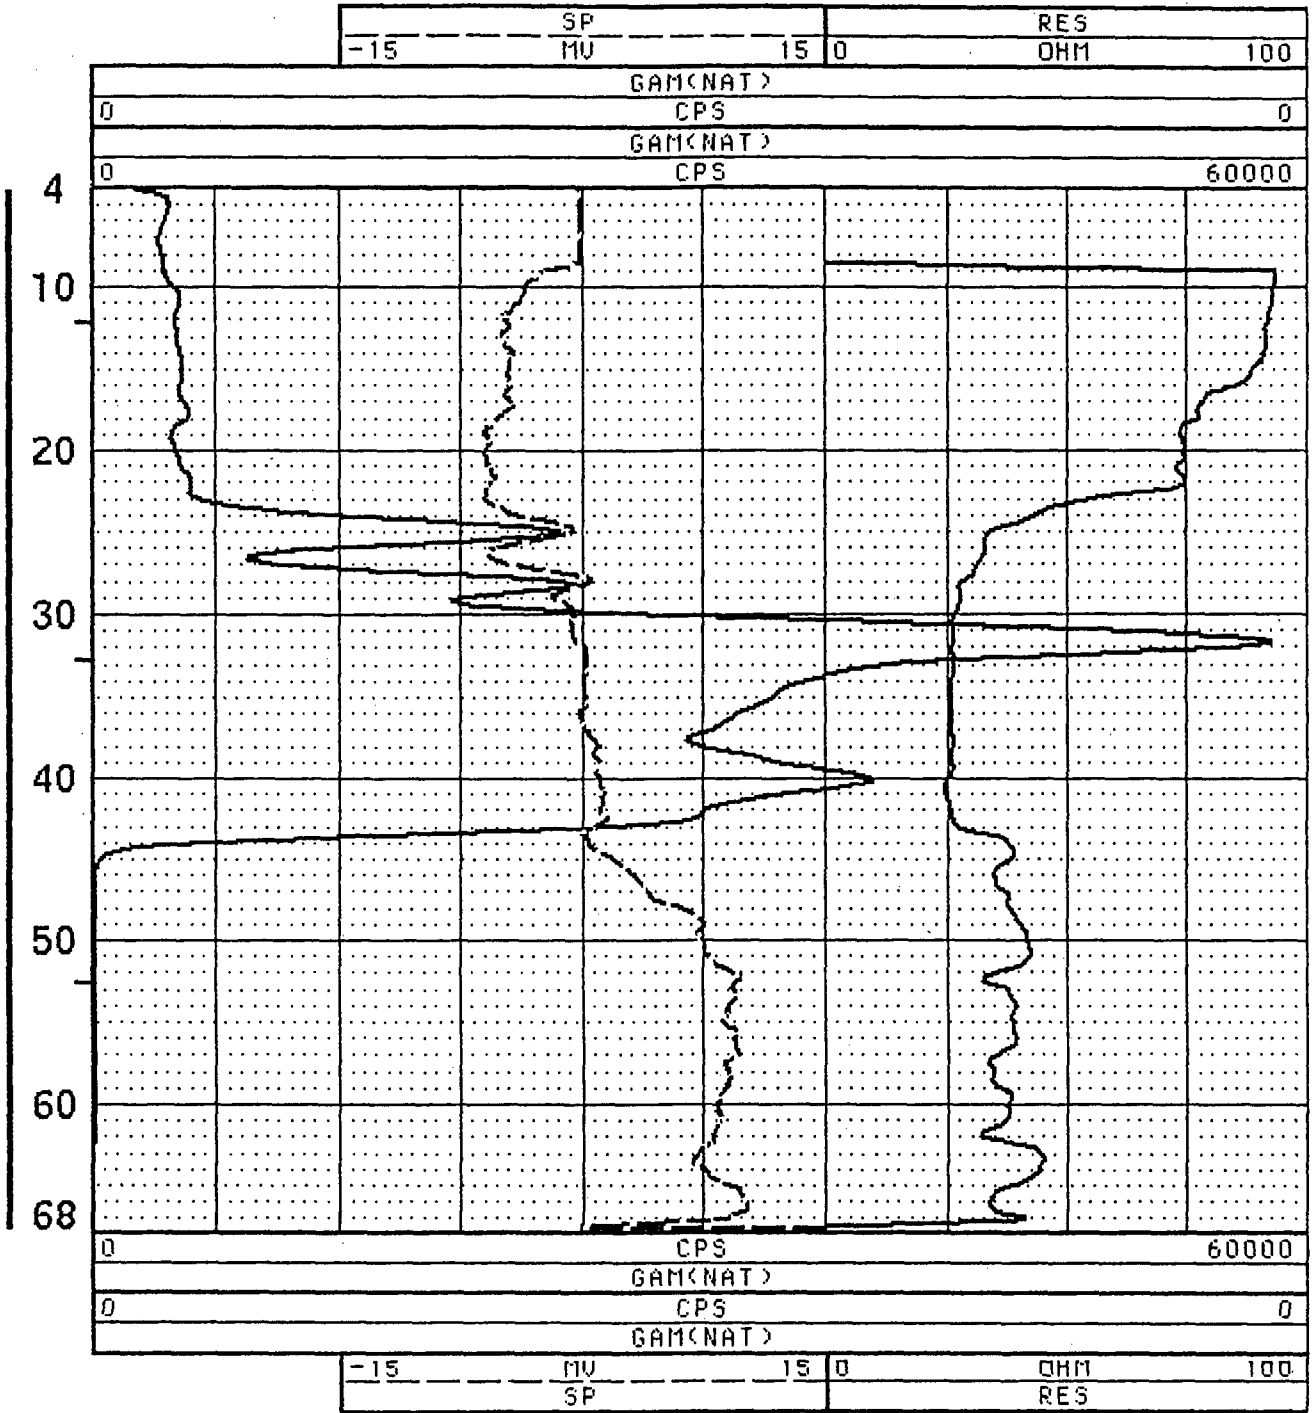 SP RES
-15 MV 15 0 OHM 100
GAM(NAT)
0 CPS 0
GAM(NAT)
0 CPS 60000
4
10
20
30
40
50
60
68
0 CPS 60000
GAM(NAT)
0 CPS 0
GAM(NAT)
-15 MV 15 0 OHM 100
SP RES